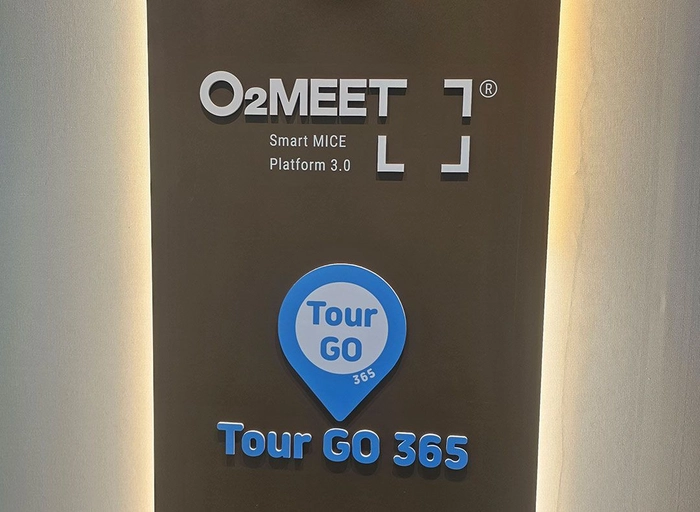 O2MEET ®
Smart MICE
Platform 3.0
Tour
GO
365
Tour GO 365